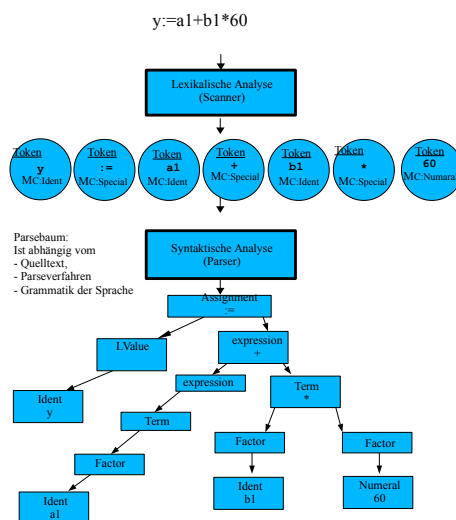 y:=a1+b1*60
Lexikalische Analyse
(Scanner)
Token
y
MC:Ident
Token
:=
MC:Special
Token
a1
MC:Ident
Token
+
MC:Special
Token
b1
MC:Ident
Token
*
MC:Special
Token
60
MC:Numaral
Parsebaum:
Ist abhängig vom
- Quelltext,
- Parseverfahren
- Grammatik der Sprache
Syntaktische Analyse
(Parser)
Assignment
:=
LValue
expression
+
Ident
y
expression
Term
*
Term
Factor
Factor
Factor
Ident
a1
Ident
b1
Numeral
60